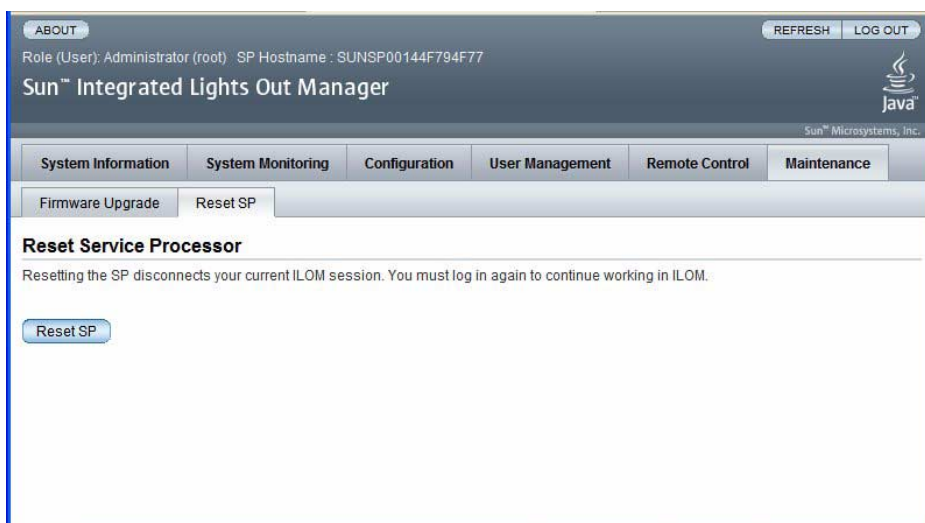 ABOUT
REFRESH
LOG OUT
Role (User): Administrator (root) SP Hostname : SUNSP00144F794F77
Sun™ Integrated Lights Out Manager
Java™
Sun™ Microsystems, Inc.
System Information
System Monitoring
Configuration
User Management
Remote Control
Maintenance
Firmware Upgrade
Reset SP
Reset Service Processor
Resetting the SP disconnects your current ILOM session. You must log in again to continue working in ILOM.
Reset SP